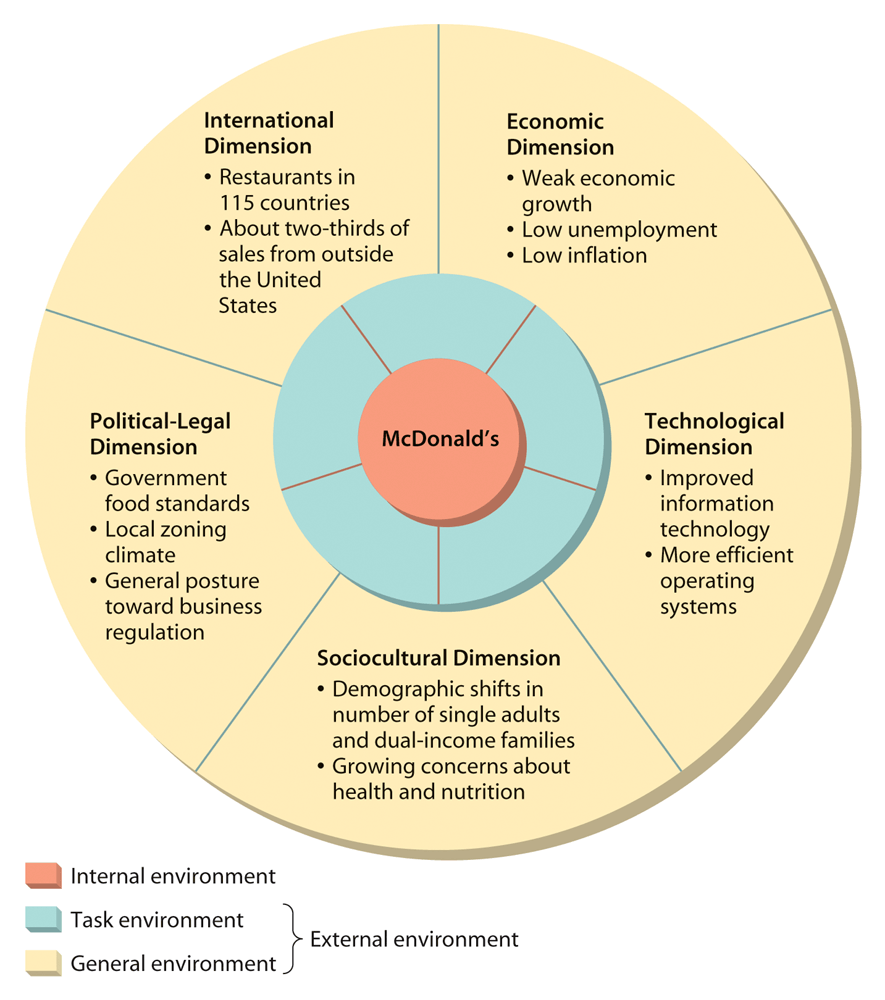 International
Dimension
• Restaurants in
115 countries
• About two-thirds of
sales from outside
the United
States
Economic
Dimension
• Weak economic
growth
• Low unemployment
• Low inflation
Political-Legal
Dimension
• Government
food standards
• Local zoning
climate
• General posture
toward business
regulation
McDonald’s
Technological
Dimension
• Improved
information
technology
• More efficient
operating
systems
Sociocultural Dimension
• Demographic shifts in
number of single adults
and dual-income families
• Growing concerns about
health and nutrition
Internal environment
Task environment
General environment
External environment